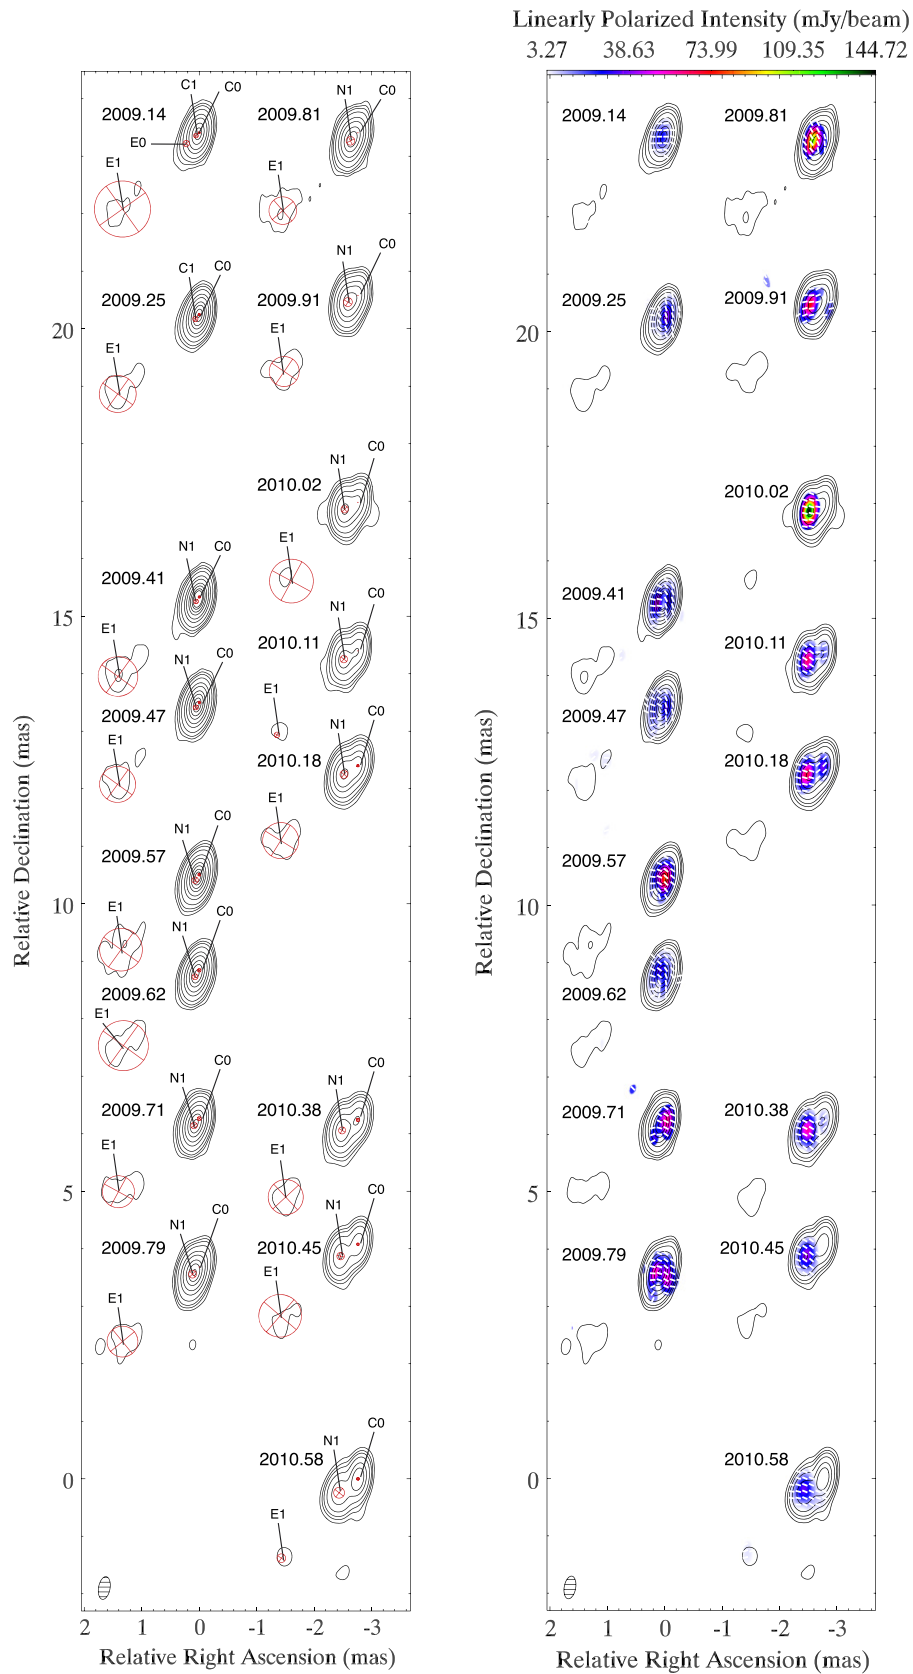 Linearly Polarized Intensity (mJy/beam)
3.27 38.63 73.99 109.35 144.72
C1 C0
2009.14
E0
E1
N1 C0
2009.81
E1
C1 C0
2009.25
E1
N1 C0
2009.91
E1
C0
N1
2010.02
E1
N1 C0
2009.41
E1
N1 C0
2010.11
E1
N1 C0
2009.47
E1
N1 C0
2010.18
E1
N1 C0
2009.57
E1
N1 C0
2009.62
E1
N1 C0
2009.71
E1
N1 C0
2010.38
E1
N1 C0
2009.79
E1
N1 C0
2010.45
E1
N1 C0
2010.58
E1
20
15
10
5
0
Relative Declination (mas)
2 1 0 -1 -2 -3
Relative Right Ascension (mas)
2009.14 2009.81
2009.25 2009.91
2010.02
2009.41
2010.11
2009.47
2010.18
2009.57
2009.62
2009.71 2010.38
2009.79 2010.45
2010.58
20
15
10
5
0
Relative Declination (mas)
2 1 0 -1 -2 -3
Relative Right Ascension (mas)